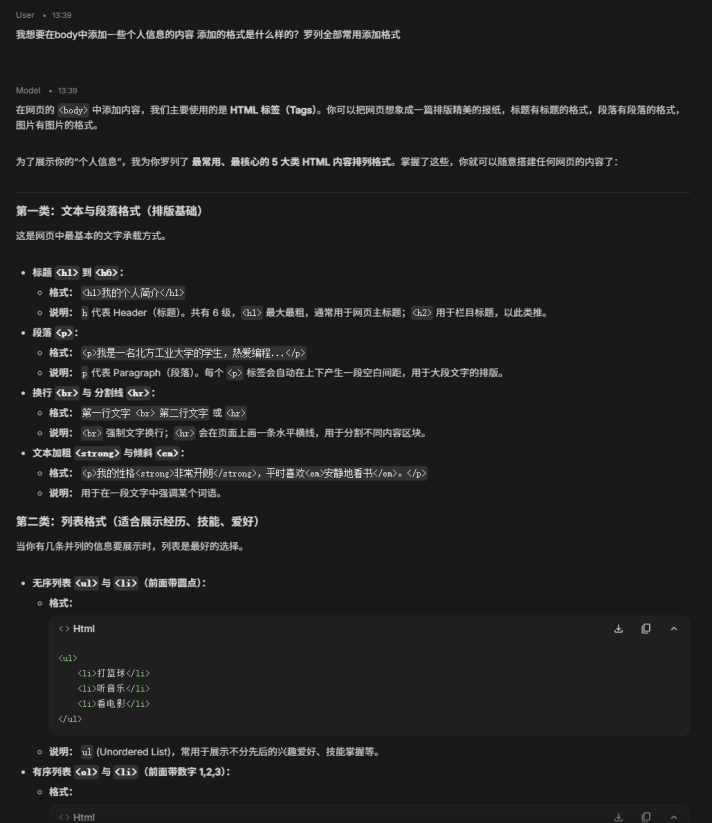 User • 13:39
我想要在body中添加一些个人信息的内容 添加的格式是什么样的？罗列全部常用添加格式
Model • 13:39
在网页的 <body> 中添加内容，我们主要使用的是 HTML 标签（Tags）。你可以把网页想象成一篇排版精美的报纸，标题有标题的格式，段落有段落的格式，
图片有图片的格式。
为了展示你的“个人信息”，我为你罗列了 最常用、最核心的 5 大类 HTML 内容排列格式。掌握了这些，你就可以随意搭建任何网页的内容了：
第一类：文本与段落格式（排版基础）
这是网页中最基本的文字承载方式。
• 标题 <h1> 到 <h6>：
格式： <h1>我的个人简介</h1>
说明： h 代表 Header（标题）。共有 6 级，<h1> 最大最粗，通常用于网页主标题；<h2> 用于栏目标题，以此类推。
• 段落 <p>：
格式： <p>我是一名北方工业大学的学生，热爱编程...</p>
说明： p 代表 Paragraph（段落）。每个 <p> 标签会自动在上下产生一段空白间距，用于大段文字的排版。
• 换行 <br> 与 分割线 <hr>：
格式： 第一行文字 <br> 第二行文字 或 <hr>
说明： <br> 强制文字换行；<hr> 会在页面上画一条水平横线，用于分割不同内容区块。
• 文本加粗 <strong> 与倾斜 <em>：
格式： <p>我的性格<strong>非常开朗</strong>，平时喜欢<em>安静地看书</em>。</p>
说明： 用于在一段文字中强调某个词语。
第二类：列表格式（适合展示经历、技能、爱好）
当你有几条并列的信息要展示时，列表是最好的选择。
• 无序列表 <ul> 与 <li>（前面带圆点）：
格式：
<> Html
<ul>
<li>打篮球</li>
<li>听音乐</li>
<li>看电影</li>
</ul>
说明： ul (Unordered List)，常用于展示不分先后的兴趣爱好、技能掌握等。
• 有序列表 <ol> 与 <li>（前面带数字 1,2,3）：
格式：
<> Html